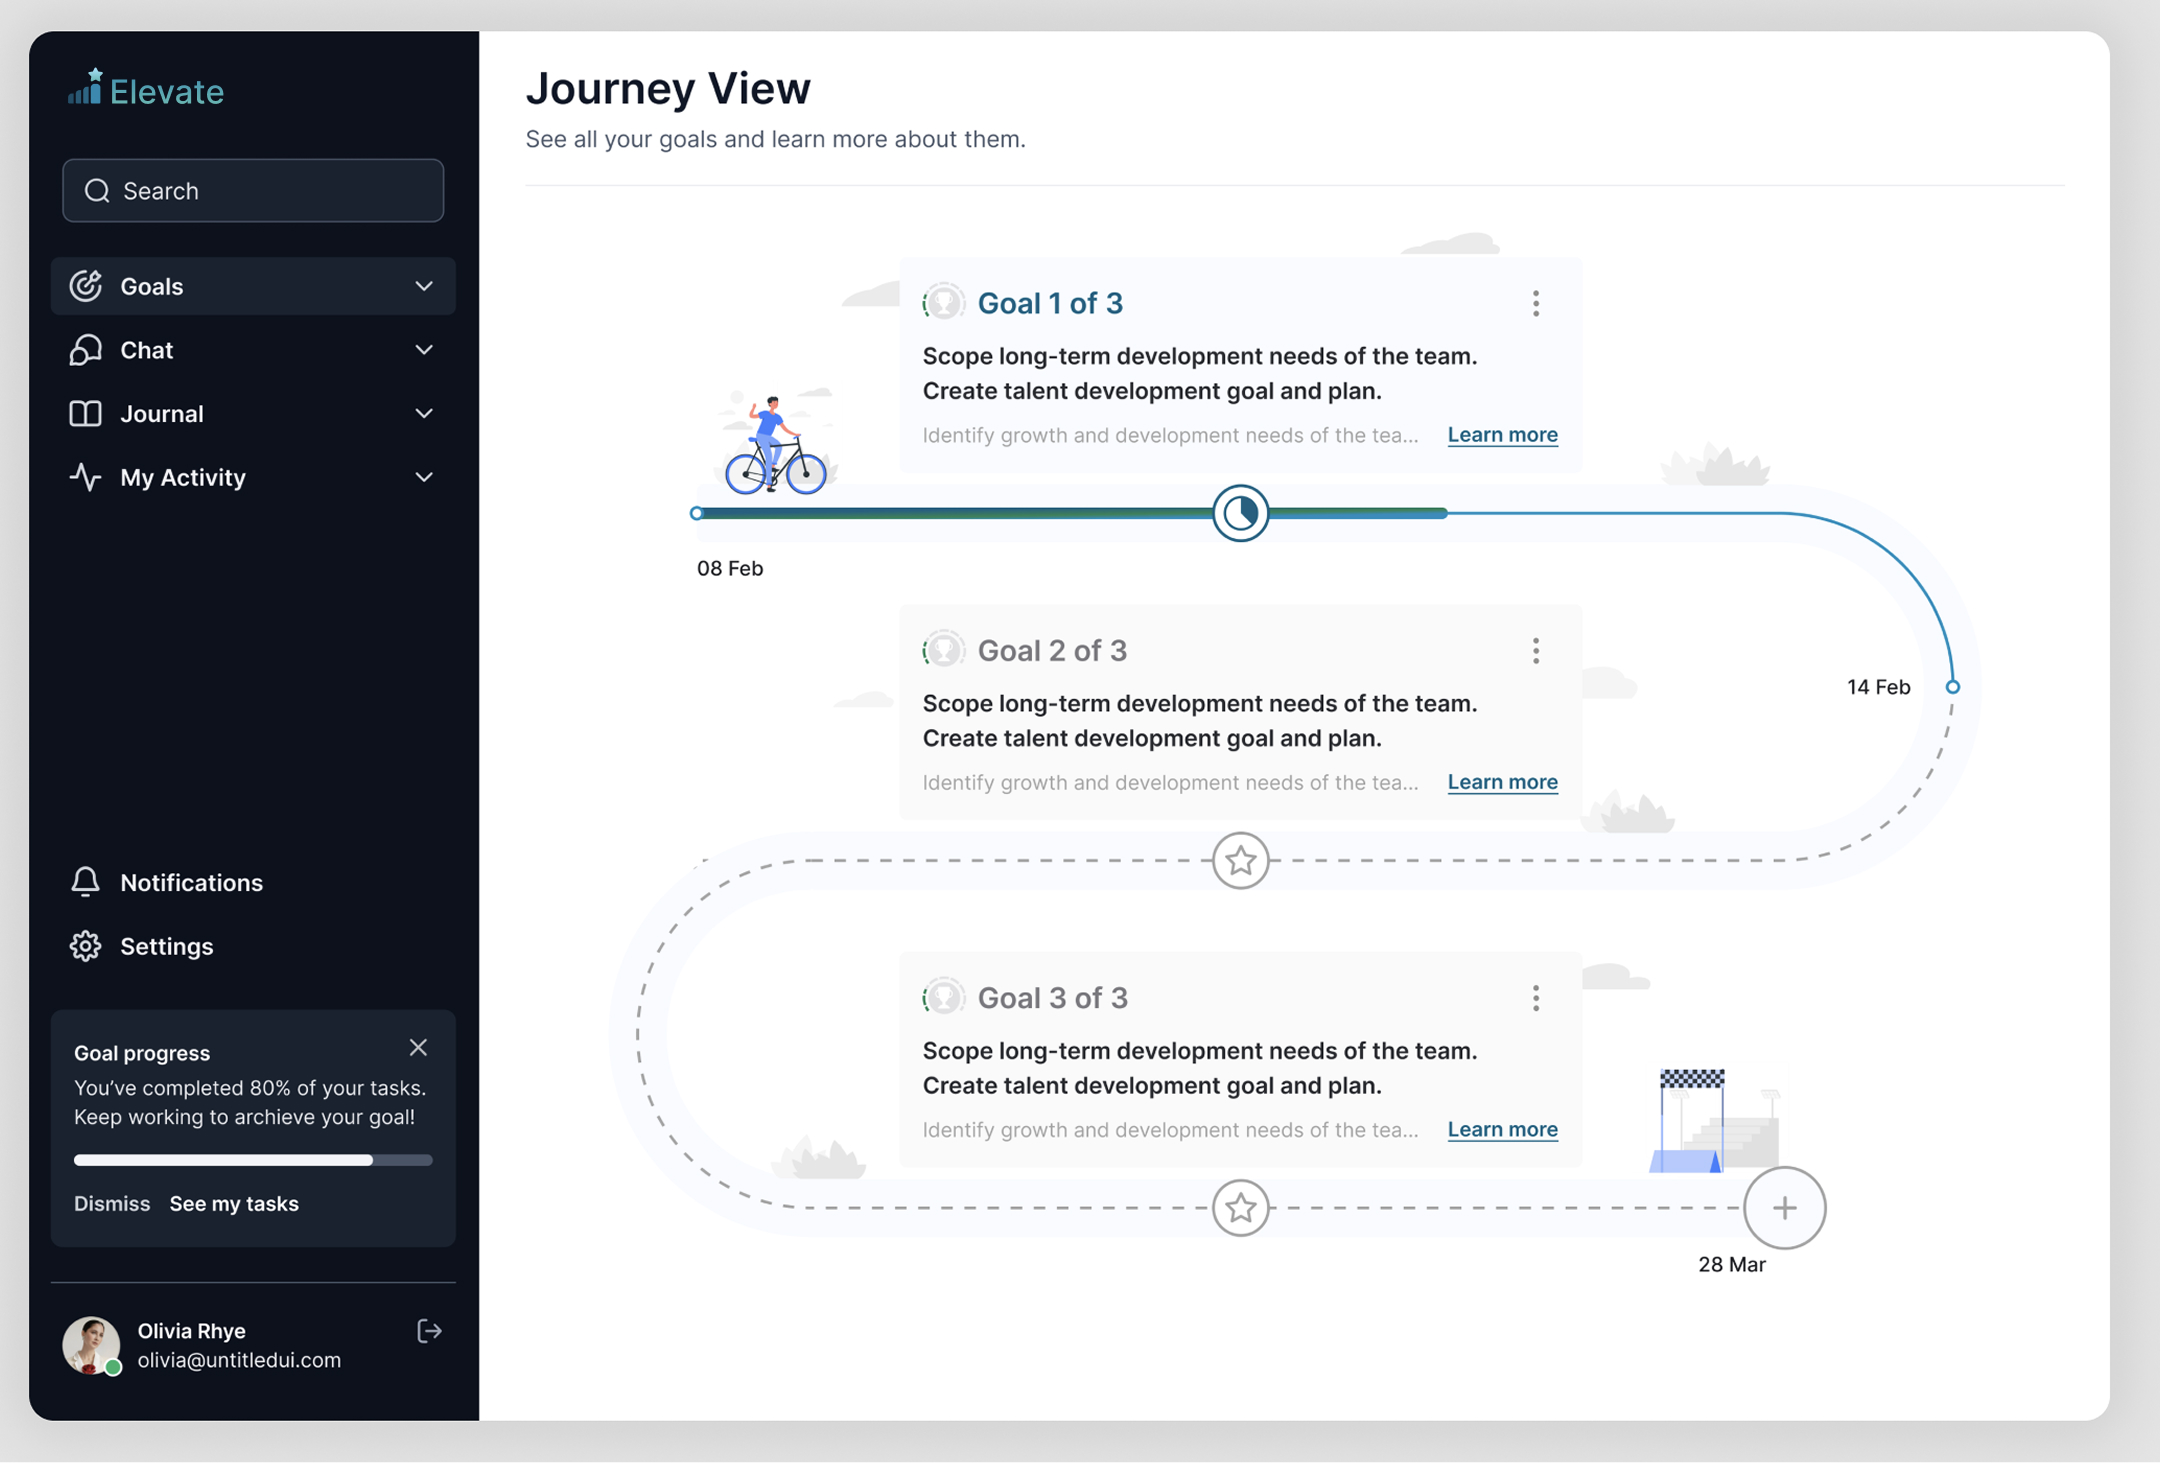 Elevate
Search
Goals
Chat
Journal
My Activity
Notifications
Settings
Goal progress
You’ve completed 80% of your tasks.
Keep working to archieve your goal!
Dismiss See my tasks
Olivia Rhye
olivia@untitledui.com
Journey View
See all your goals and learn more about them.
Goal 1 of 3
Scope long-term development needs of the team.
Create talent development goal and plan.
Identify growth and development needs of the tea... Learn more
08 Feb
Goal 2 of 3
Scope long-term development needs of the team.
Create talent development goal and plan.
Identify growth and development needs of the tea... Learn more
14 Feb
Goal 3 of 3
Scope long-term development needs of the team.
Create talent development goal and plan.
Identify growth and development needs of the tea... Learn more
28 Mar